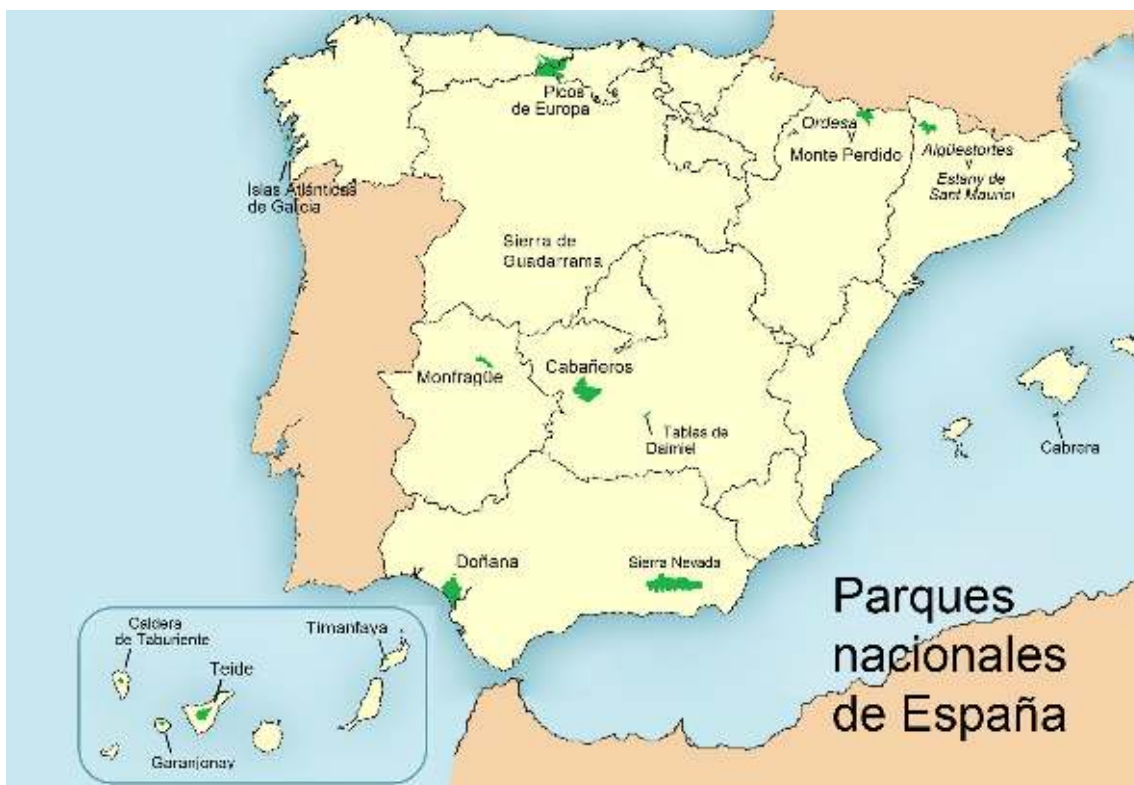 Picos
de Europa
Ordesa
y
Monte Perdido
Aigüestortes
y
Estany de
Sant Maurici
Islas Atlánticas
de Galicia
Sierra de
Guadarrama
Monfragüe
Cabañeros
Tablas de
Daimiel
Cabrera
Doñana
Sierra Nevada
Parques
nacionales
de España
Caldera
de Taburiente
Timanfaya
Teide
Garanjonay